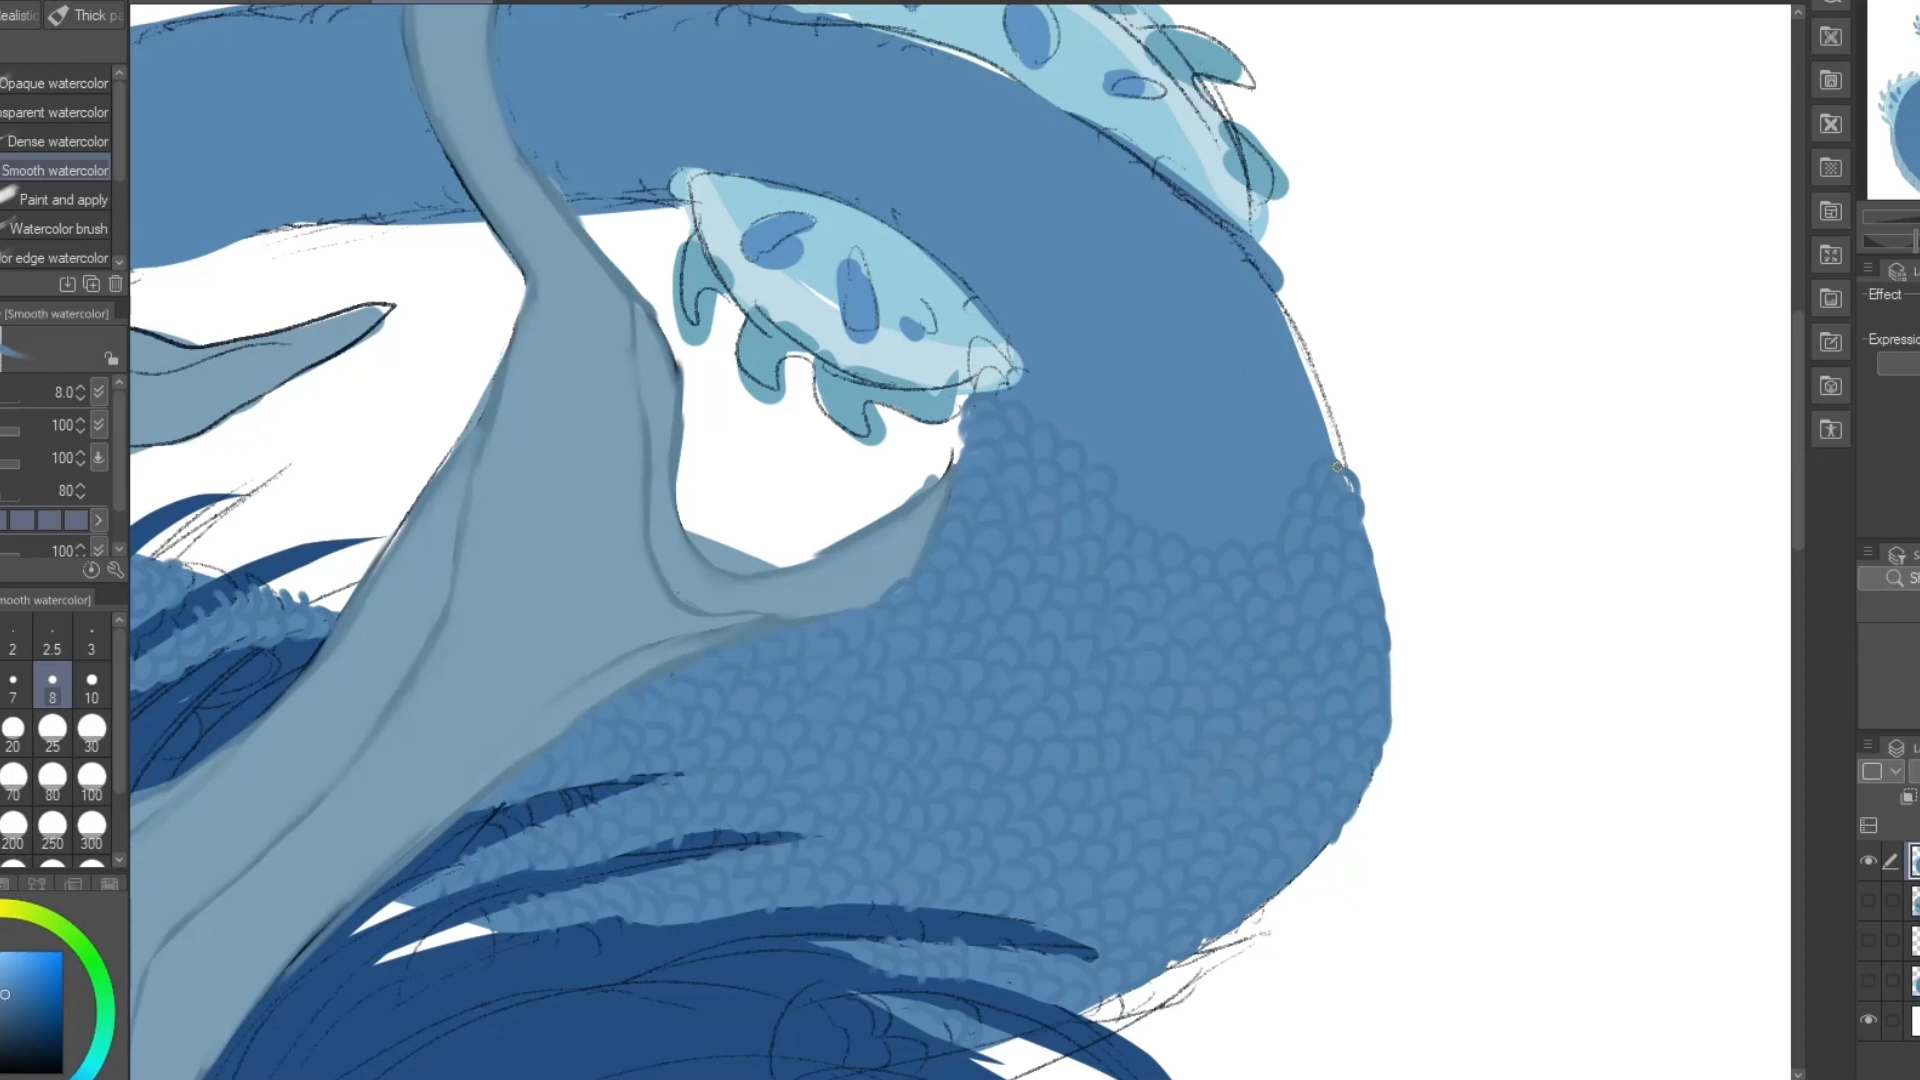 ealistic
Thick pa
Opaque watercolor
nsparent watercolor
Dense watercolor
Smooth watercolor
Paint and apply
Watercolor brush
lor edge watercolor
[Smooth watercolor]
8.0
100
100
80
100
mooth watercolor]
2 2.5 3
7 8 10
20 25 30
70 80 100
200 250 300
Effect
Expressio